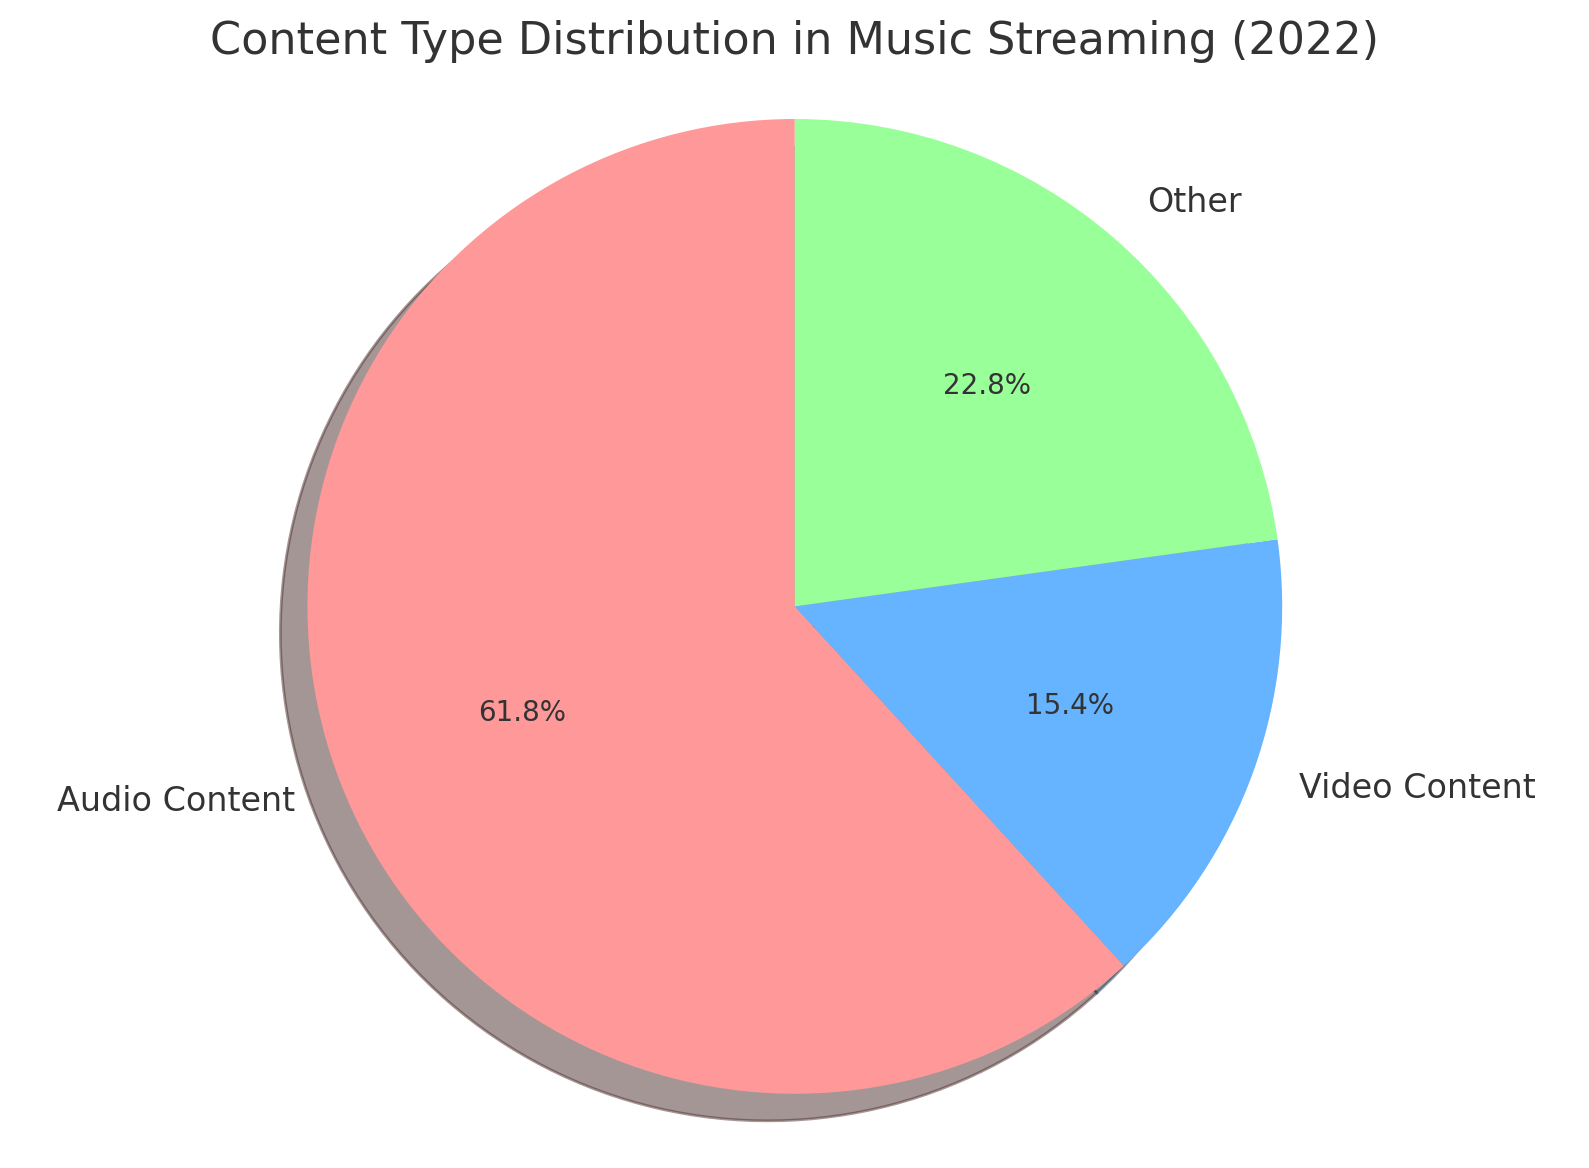 Content Type Distribution in Music Streaming (2022)
Other
22.8%
15.4%
61.8%
Video Content
Audio Content